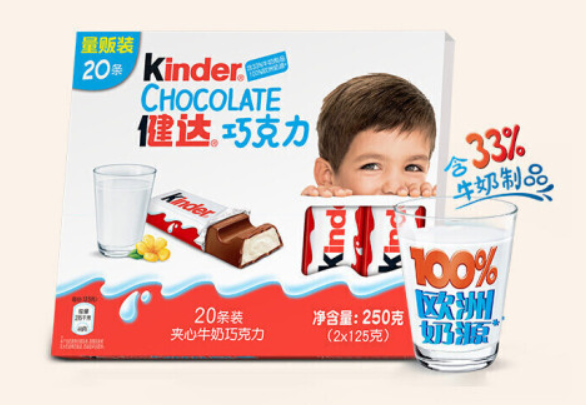 量贩装
20条
Kinder®
CHOCOLATE
健达®巧克力
Kinder
Kinder
Kinder
20条装
夹心牛奶巧克力
净含量：250克
（2x125克）
含33%
牛奶制品
100%
欧洲
奶源